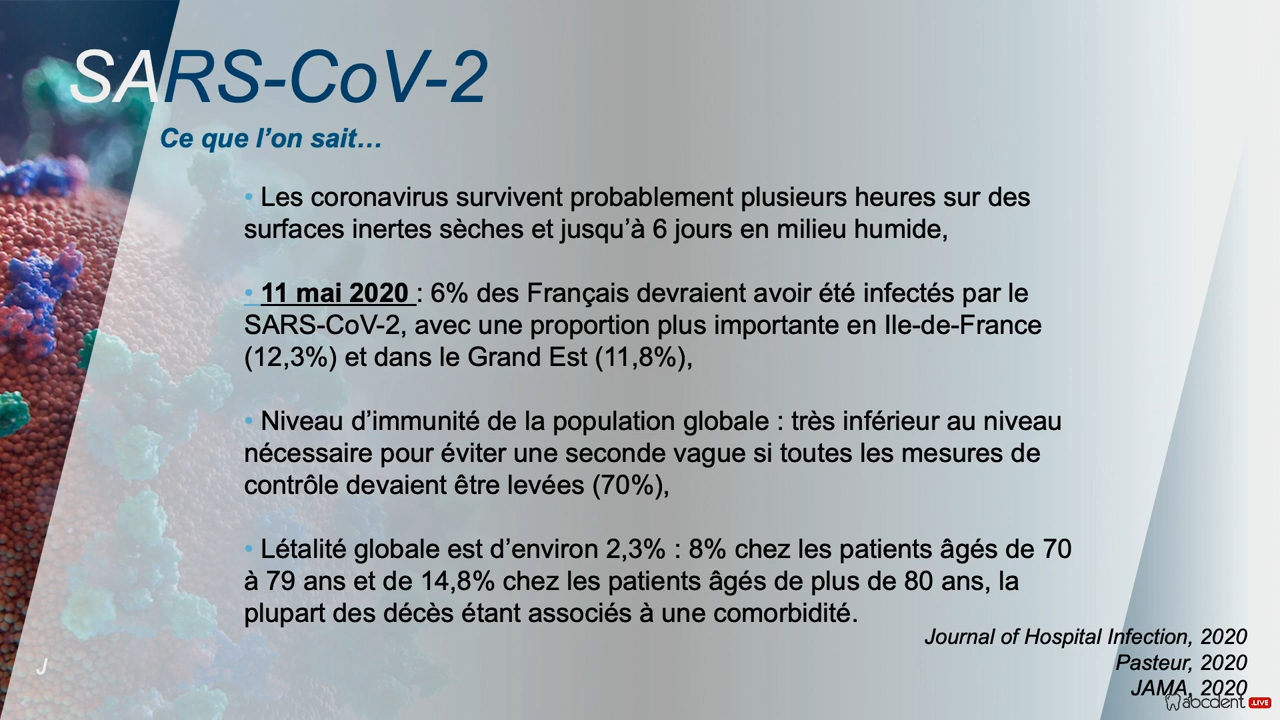 SARS-CoV-2
Ce que l’on sait…
• Les coronavirus survivent probablement plusieurs heures sur des
surfaces inertes sèches et jusqu’à 6 jours en milieu humide,
• 11 mai 2020 : 6% des Français devraient avoir été infectés par le
SARS-CoV-2, avec une proportion plus importante en Ile-de-France
(12,3%) et dans le Grand Est (11,8%),
• Niveau d’immunité de la population globale : très inférieur au niveau
nécessaire pour éviter une seconde vague si toutes les mesures de
contrôle devaient être levées (70%),
• Létalité globale est d’environ 2,3% : 8% chez les patients âgés de 70
à 79 ans et de 14,8% chez les patients âgés de plus de 80 ans, la
plupart des décès étant associés à une comorbidité.
Journal of Hospital Infection, 2020
Pasteur, 2020
JAMA, 2020
J
abcdent LIVE